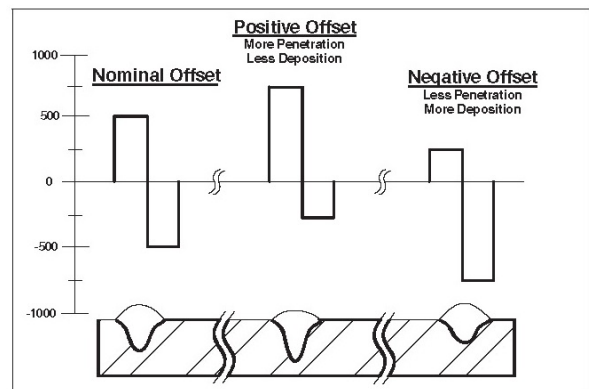 Positive Offset
More Penetration
Less Deposition
Nominal Offset
Negative Offset
Less Penetration
More Deposition
1000
500
0
-500
-1000